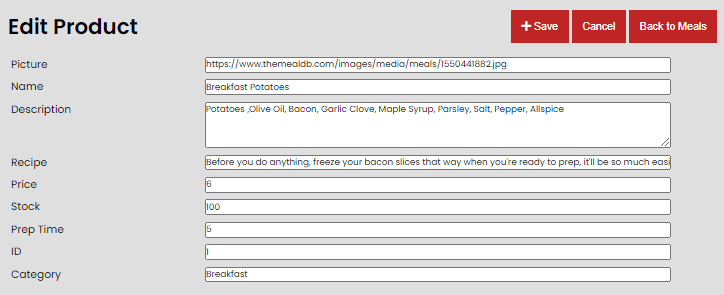 Edit Product
+ Save Cancel Back to Meals
Picture https://www.themealdb.com/images/media/meals/1550441882.jpg
Name Breakfast Potatoes
Description Potatoes ,Olive Oil, Bacon, Garlic Clove, Maple Syrup, Parsley, Salt, Pepper, Allspice
Recipe Before you do anything, freeze your bacon slices that way when you're ready to prep, it'll be so much easi
Price 6
Stock 100
Prep Time 5
ID 1
Category Breakfast